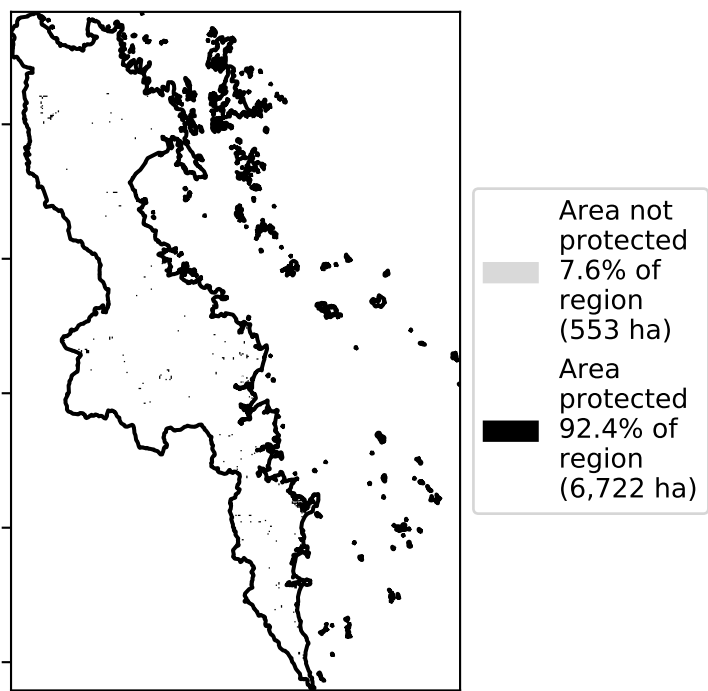 Area not
protected
7.6% of
region
(553 ha)
Area
protected
92.4% of
region
(6,722 ha)